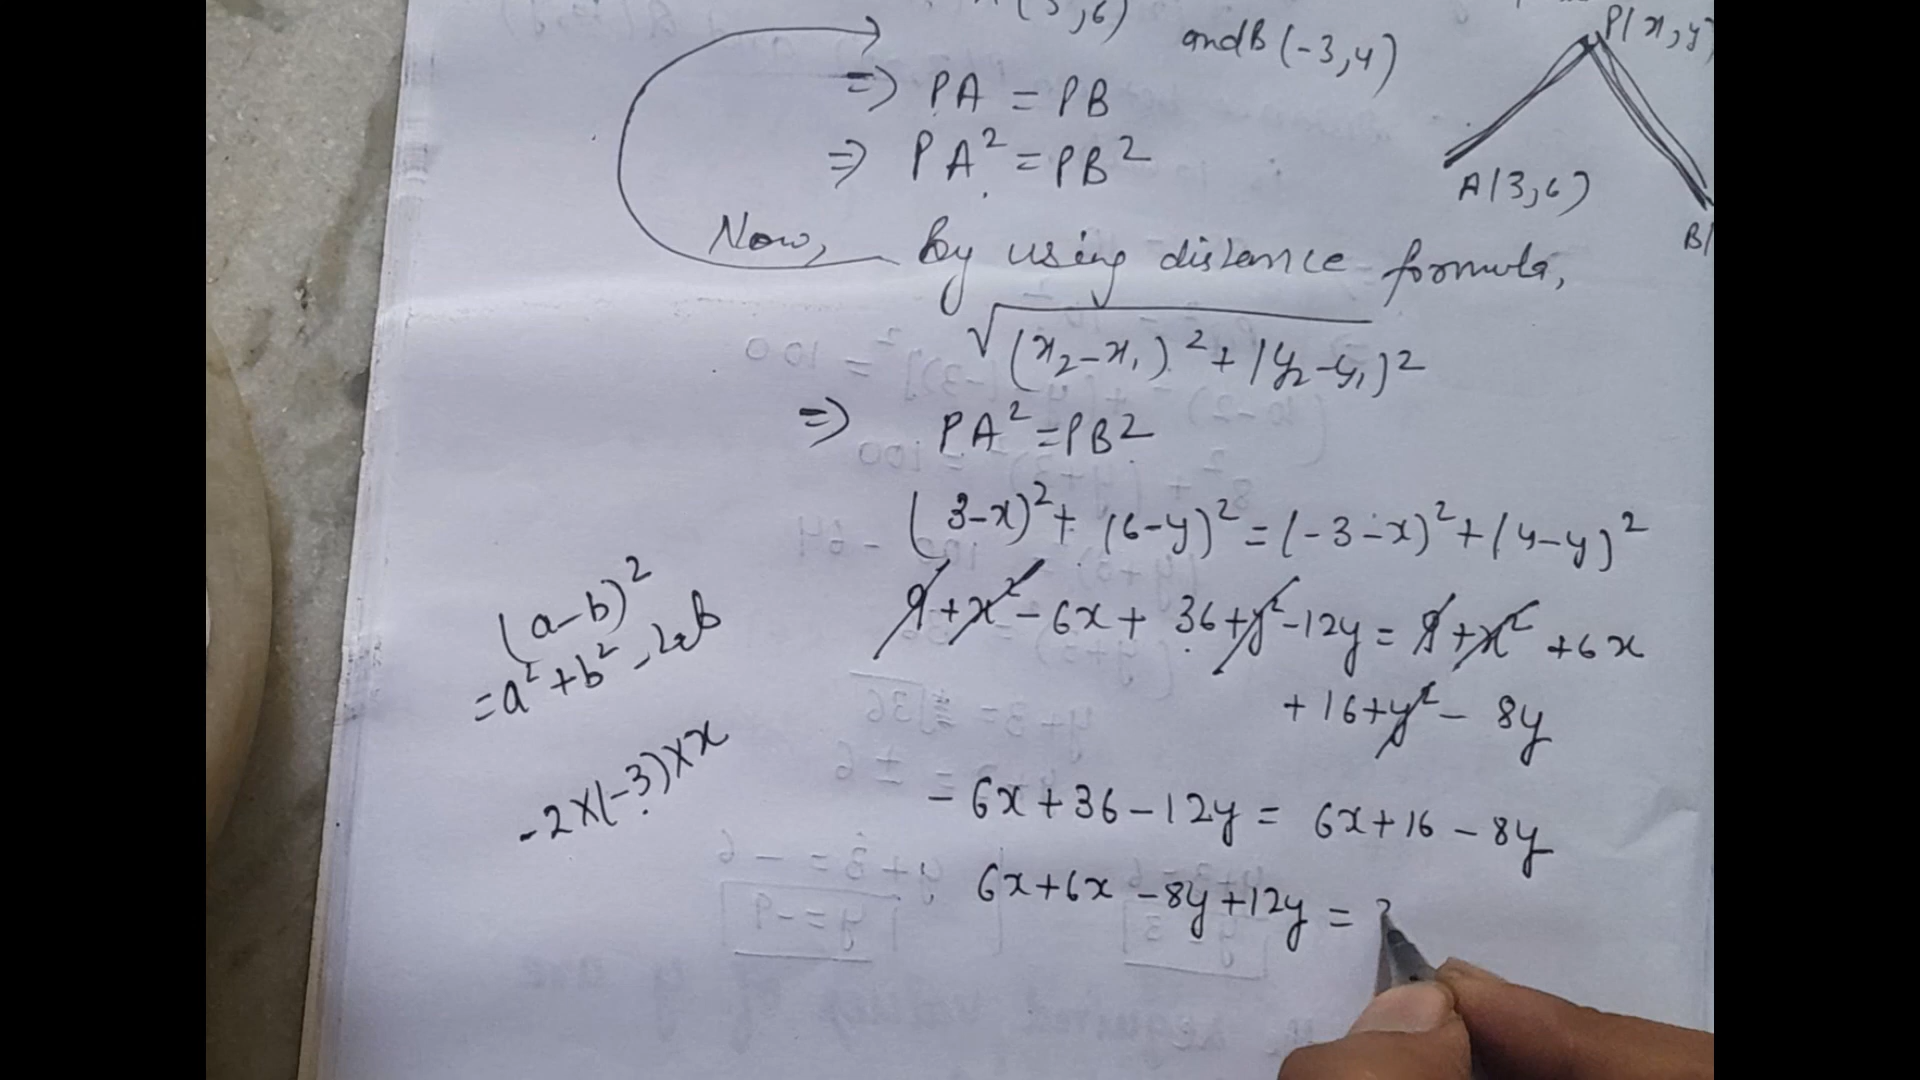 and B (-3,4)
P(x,y)
=> PA = PB
=> PA² = PB²
A(3,6)
B(
Now, By using distance formula,
√(x₂-x₁)²+(y₂-y₁)²
=> PA²=PB²
(3-x)²+(6-y)²=(-3-x)²+(4-y)²
9+x²-6x+36+y²-12y=9+x²+6x
+16+y²-8y
-6x+36-12y=6x+16-8y
6x+6x-8y+12y=
(a-b)²
=a²+b²-2ab
-2×(-3)×x